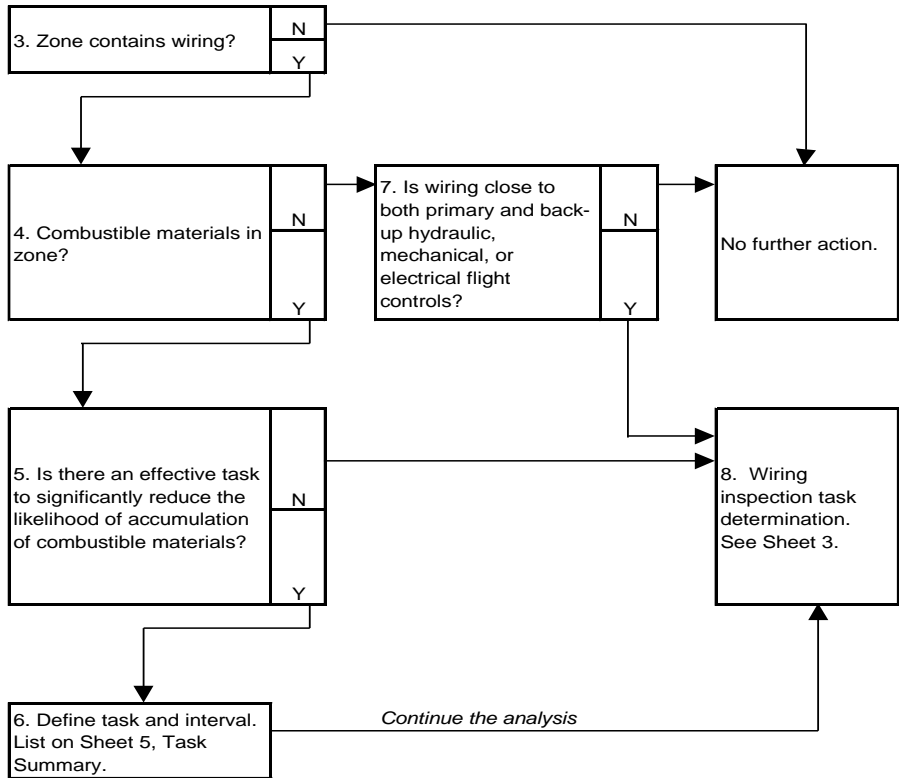 3. Zone contains wiring?
N
Y
4. Combustible materials in
zone?
N
Y
7. Is wiring close to
both primary and back-
up hydraulic,
mechanical, or
electrical flight
controls?
N
Y
No further action.
5. Is there an effective task
to significantly reduce the
likelihood of accumulation
of combustible materials?
N
Y
8. Wiring
inspection task
determination.
See Sheet 3.
6. Define task and interval.
List on Sheet 5, Task
Summary.
Continue the analysis